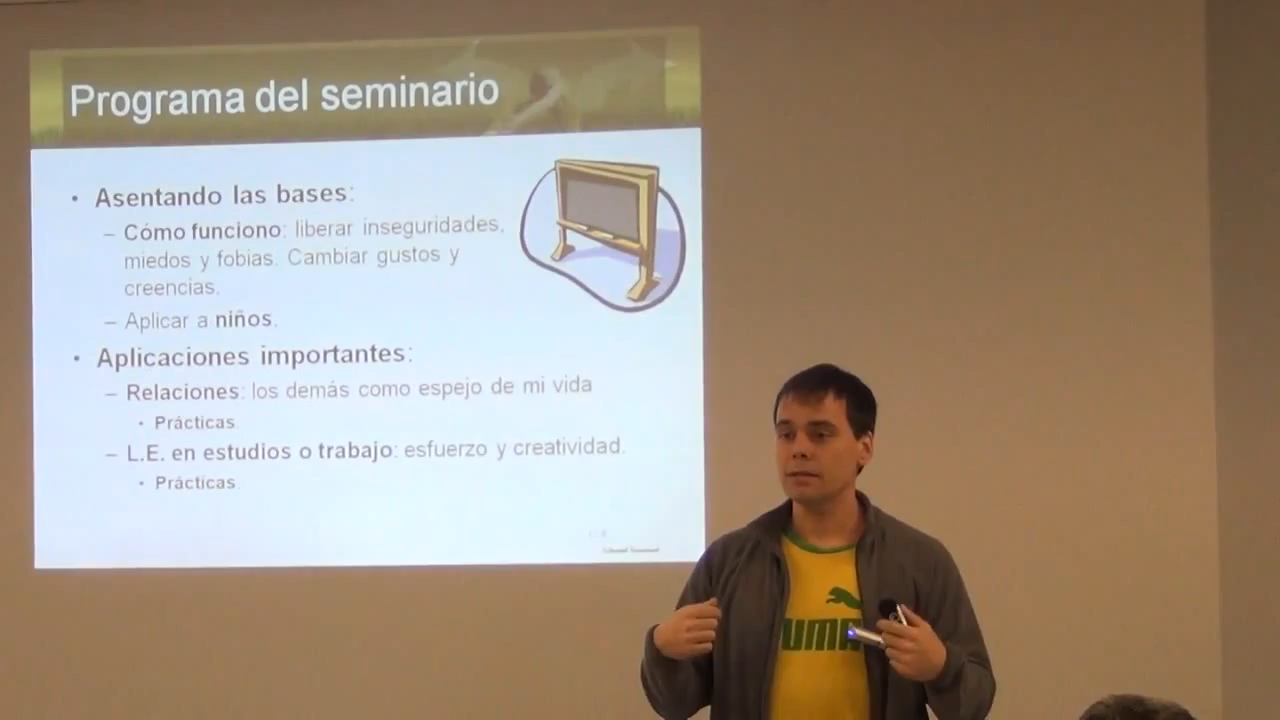 Programa del seminario
• Asentando las bases:
– Cómo funciono: liberar inseguridades,
miedos y fobias. Cambiar gustos y
creencias.
– Aplicar a niños.
• Aplicaciones importantes:
– Relaciones: los demás como espejo de mi vida
• Prácticas
– L.E. en estudios o trabajo: esfuerzo y creatividad.
• Prácticas
PUMA